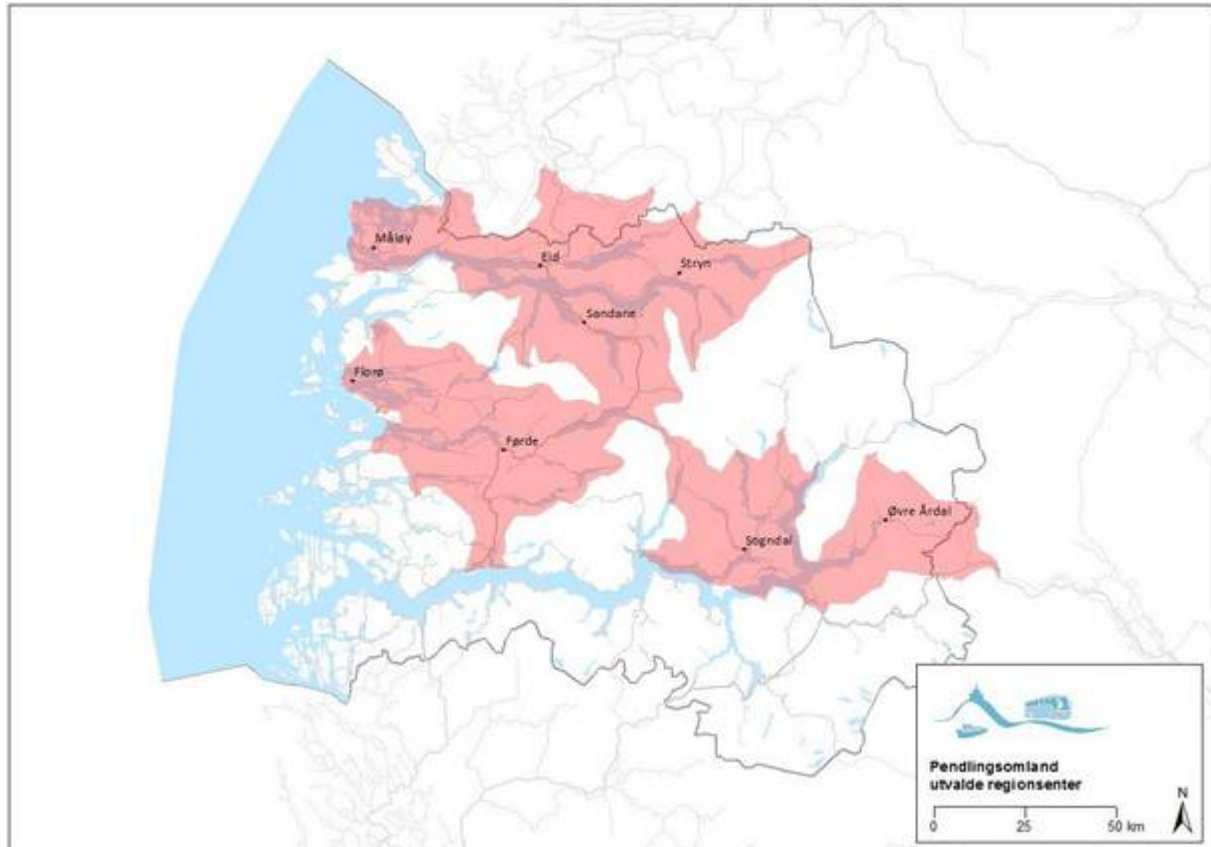 Måløy
Eid
Stryn
Sandane
Florø
Førde
Øvre Årdal
Sogndal
Pendlingsomland
utvalde regionsenter
N
0 25 50 km